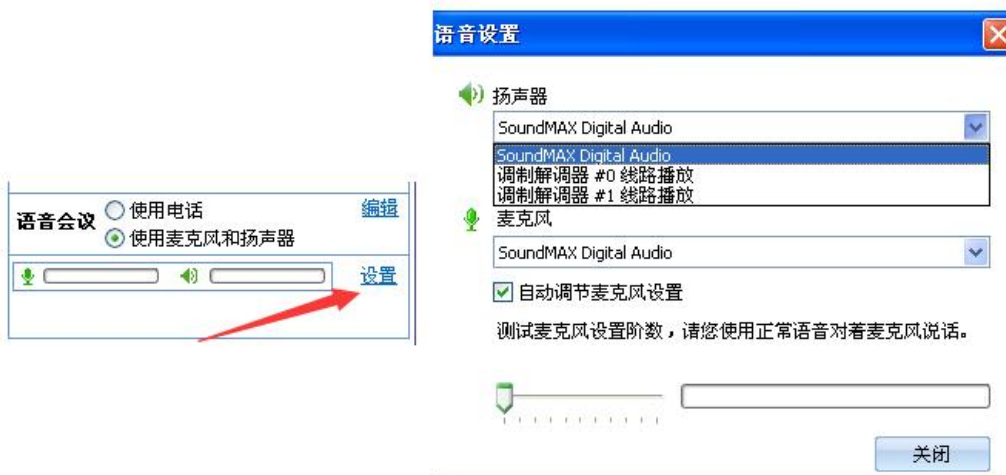 语音会议
使用电话
编辑
使用麦克风和扬声器
设置
语音设置
扬声器
SoundMAX Digital Audio
SoundMAX Digital Audio
调制解调器 #0 线路播放
调制解调器 #1 线路播放
麦克风
SoundMAX Digital Audio
自动调节麦克风设置
测试麦克风设置阶数，请您使用正常语音对着麦克风说话。
关闭